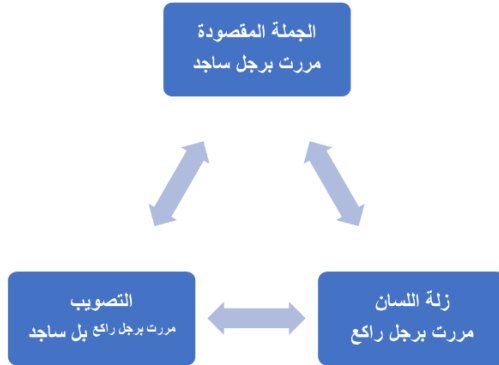 الجملة المقصودة
مررت برجل ساجد
زلة اللسان
مررت برجل راكع
التصويب
مررت برجل راكع بل ساجد